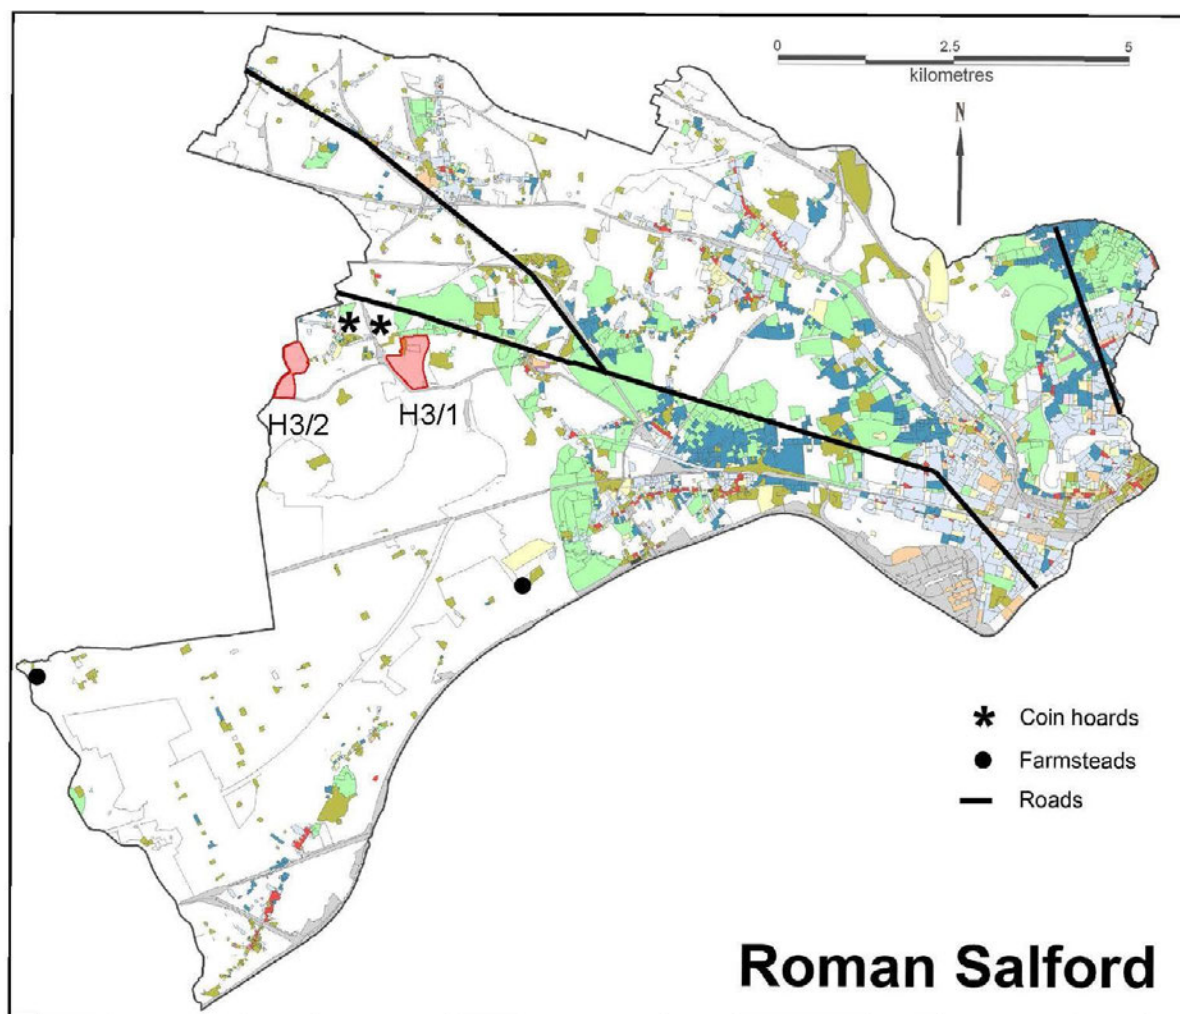 0 2.5 5
kilometres
N
H3/2
H3/1
Coin hoards
Farmsteads
Roads
Roman Salford